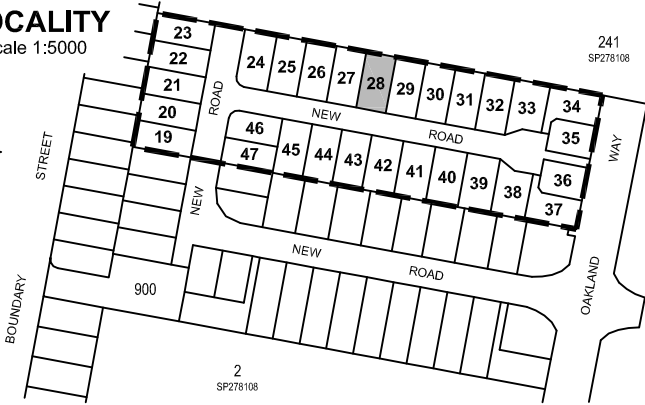 OCALITY
cale 1:5000
241
SP278108
23
22
21
20
19
24
25
26
27
28
29
30
31
32
33
34
35
36
37
46
47
45
44
43
42
41
40
39
38
NEW
ROAD
NEW
ROAD
NEW
ROAD
STREET
BOUNDARY
OAKLAND
WAY
900
2
SP278108